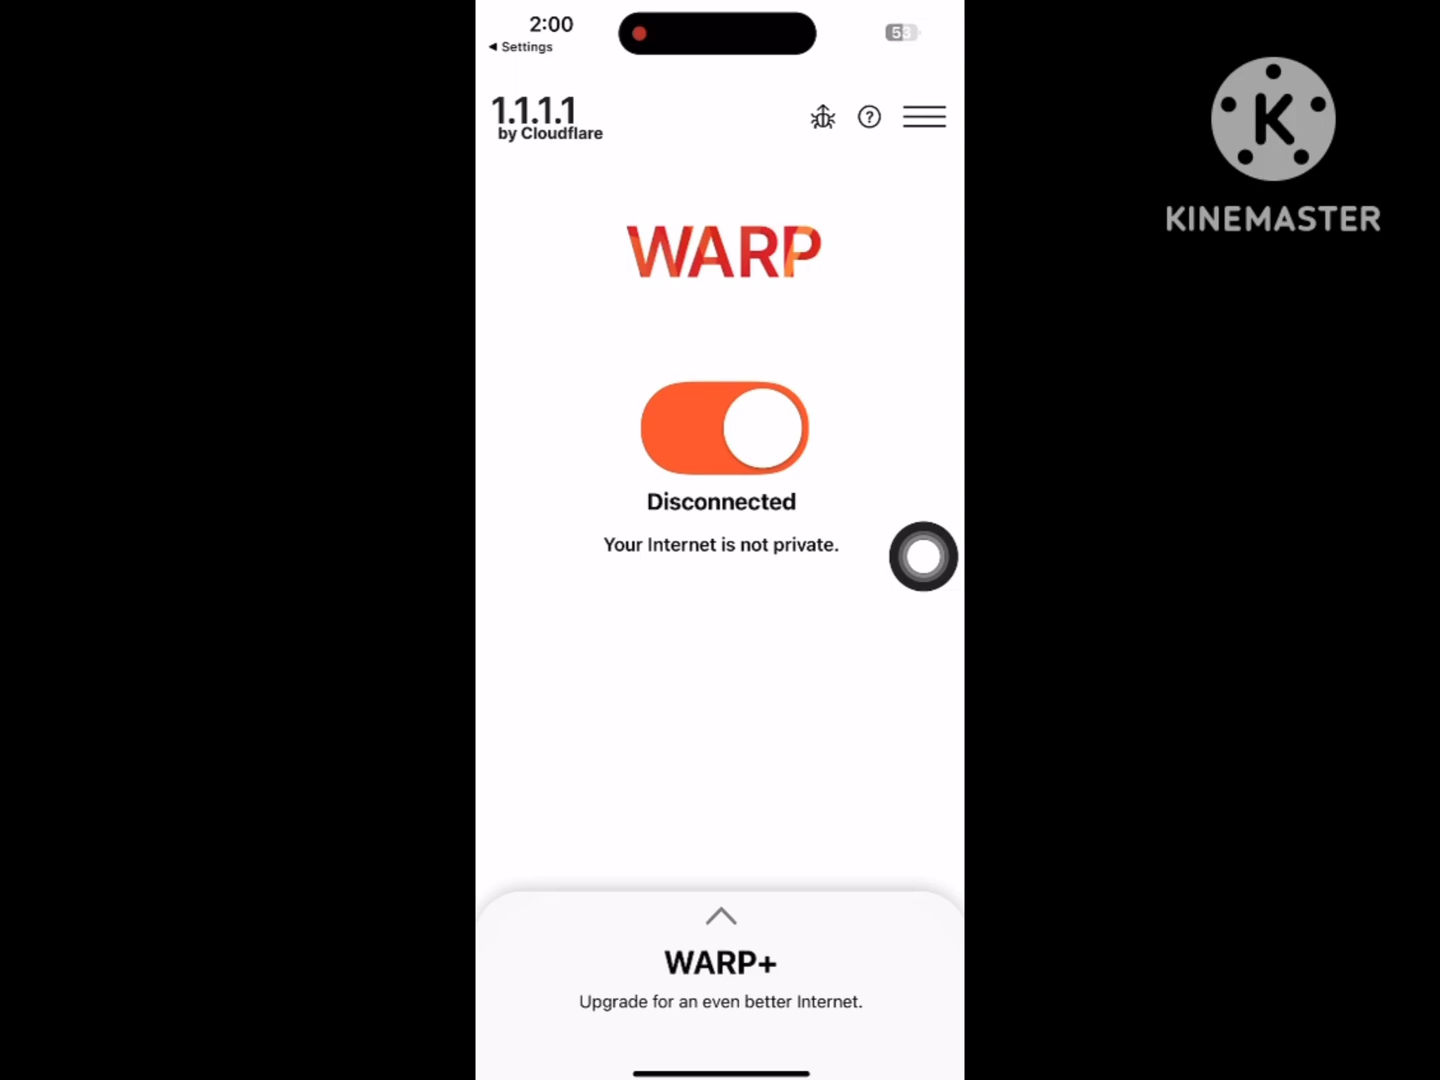 2:00
53
◀ Settings
1.1.1.1
by Cloudflare
?
K
KINEMASTER
WARP
Disconnected
Your Internet is not private.
WARP+
Upgrade for an even better Internet.